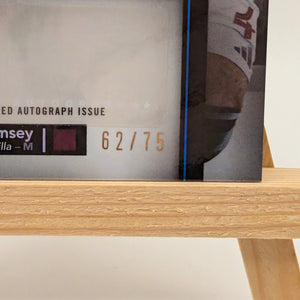 ED AUTOGRAPH ISSUE
msey
lla – M
62/75